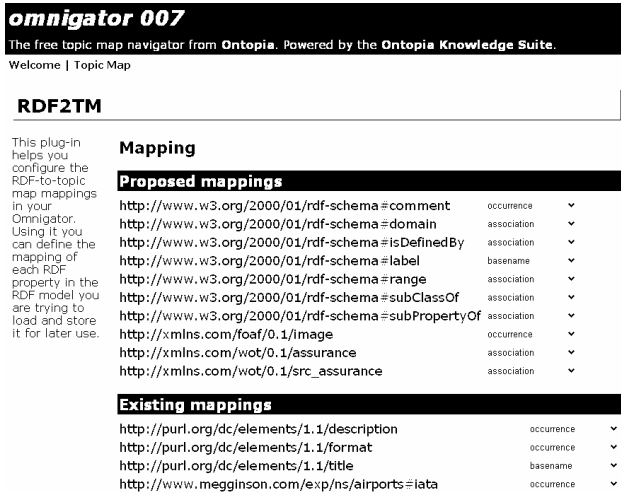 omnigator 007
The free topic map navigator from Ontopia. Powered by the Ontopia Knowledge Suite.
Welcome | Topic Map
RDF2TM
This plug-in
helps you
configure the
RDF-to-topic
map mappings
in your
Omnigator.
Using it you
can define the
mapping of
each RDF
property in the
RDF model you
are trying to
load and store
it for later use.
Mapping
Proposed mappings
http://www.w3.org/2000/01/rdf-schema#comment occurrence
http://www.w3.org/2000/01/rdf-schema#domain association
http://www.w3.org/2000/01/rdf-schema#isDefinedBy association
http://www.w3.org/2000/01/rdf-schema#label basename
http://www.w3.org/2000/01/rdf-schema#range association
http://www.w3.org/2000/01/rdf-schema#subClassOf association
http://www.w3.org/2000/01/rdf-schema#subPropertyOf association
http://xmlns.com/foaf/0.1/image occurrence
http://xmlns.com/wot/0.1/assurance association
http://xmlns.com/wot/0.1/src_assurance association
Existing mappings
http://purl.org/dc/elements/1.1/description occurrence
http://purl.org/dc/elements/1.1/format occurrence
http://purl.org/dc/elements/1.1/title basename
http://www.megginson.com/exp/ns/airports#iata occurrence